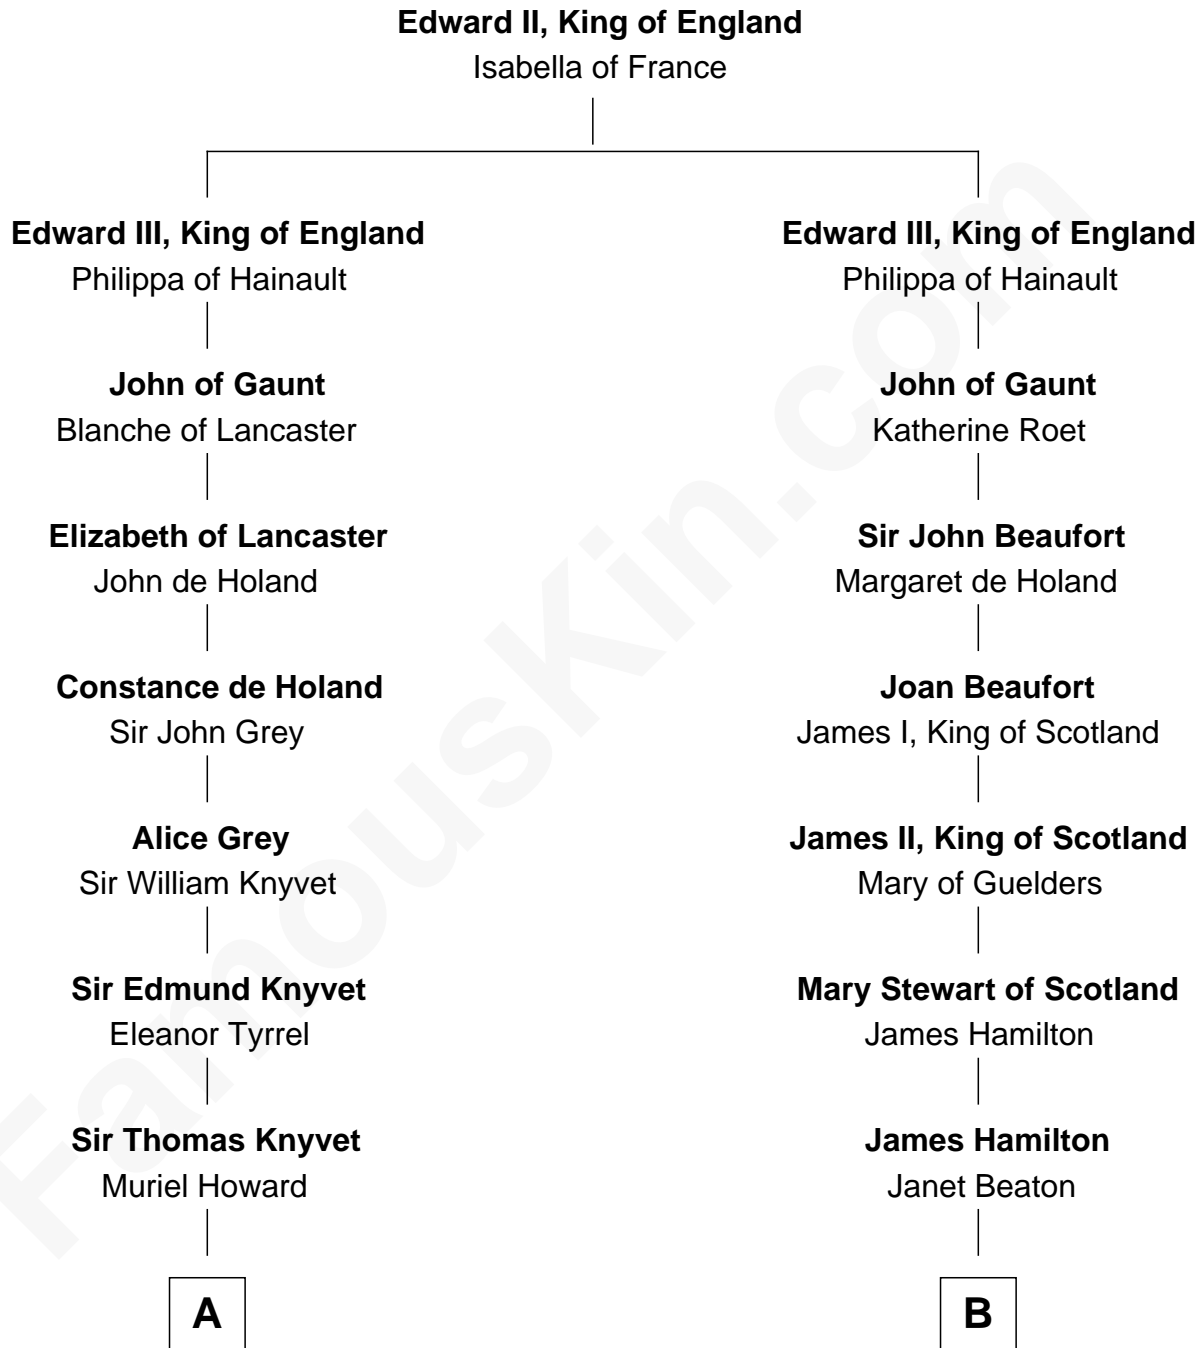 Edward II, King of England
Isabella of France
Edward III, King of England
Philippa of Hainault
Edward III, King of England
Philippa of Hainault
John of Gaunt
Blanche of Lancaster
John of Gaunt
Katherine Roet
Elizabeth of Lancaster
John de Holand
Sir John Beaufort
Margaret de Holand
Constance de Holand
Sir John Grey
Joan Beaufort
James I, King of Scotland
Alice Grey
Sir William Knyvet
James II, King of Scotland
Mary of Guelders
Sir Edmund Knyvet
Eleanor Tyrrel
Mary Stewart of Scotland
James Hamilton
Sir Thomas Knyvet
Muriel Howard
James Hamilton
Janet Beaton
A
B
FamousKin.com